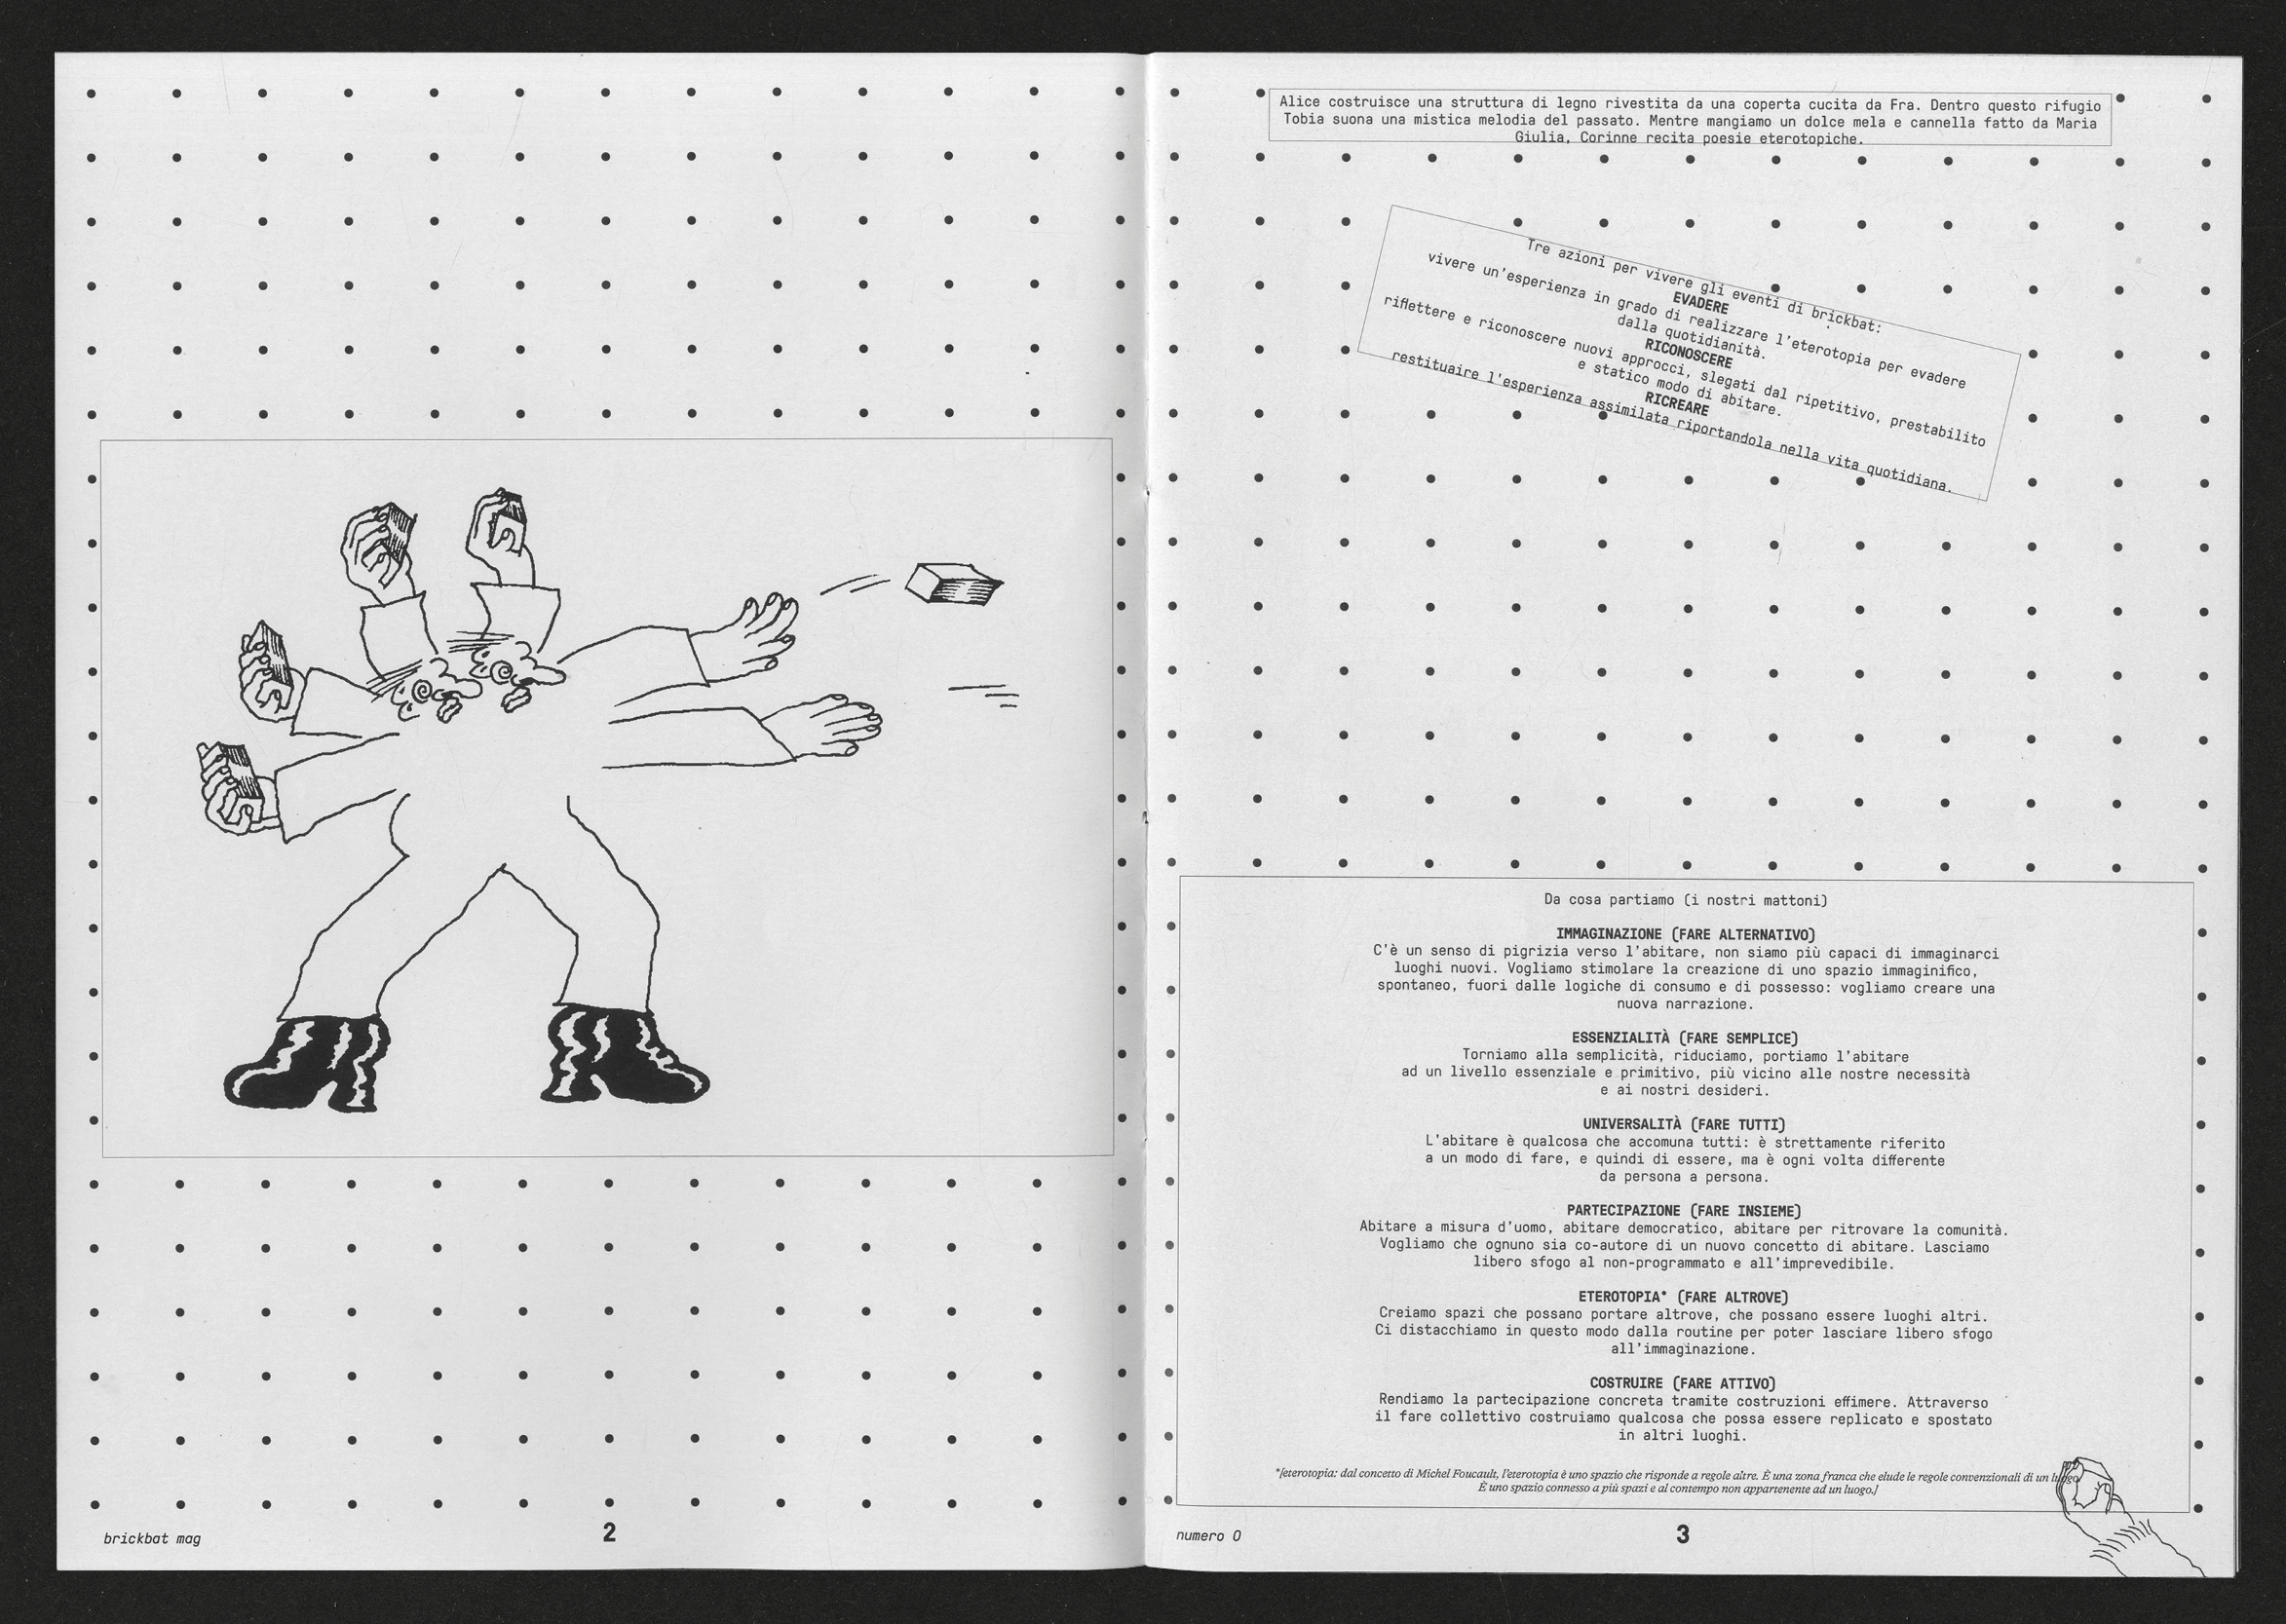 Alice costruisce una struttura di legno rivestita da una coperta cucita da Fra. Dentro questo rifugio
Tobia suona una mistica melodia del passato. Mentre mangiamo un dolce mela e cannella fatto da Maria
Giulia, Corinne recita poesie eterotopiche.
Tre azioni per vivere gli eventi di brickbat:
EVADERE
vivere un'esperienza in grado di realizzare l'eterotopia per evadere
dalla quotidianità.
RICONOSCERE
riflettere e riconoscere nuovi approcci, slegati dal ripetitivo, prestabilito
e statico modo di abitare.
RICREARE
restituaire l'esperienza assimilata riportandola nella vita quotidiana.
Da cosa partiamo (i nostri mattoni)
IMMAGINAZIONE (FARE ALTERNATIVO)
C'è un senso di pigrizia verso l'abitare, non siamo più capaci di immaginarci
luoghi nuovi. Vogliamo stimolare la creazione di uno spazio immaginifico,
spontaneo, fuori dalle logiche di consumo e di possesso: vogliamo creare una
nuova narrazione.
ESSENZIALITÀ (FARE SEMPLICE)
Torniamo alla semplicità, riduciamo, portiamo l'abitare
ad un livello essenziale e primitivo, più vicino alle nostre necessità
e ai nostri desideri.
UNIVERSALITÀ (FARE TUTTI)
L'abitare è qualcosa che accomuna tutti: è strettamente riferito
a un modo di fare, e quindi di essere, ma è ogni volta differente
da persona a persona.
PARTECIPAZIONE (FARE INSIEME)
Abitare a misura d'uomo, abitare democratico, abitare per ritrovare la comunità.
Vogliamo che ognuno sia co-autore di un nuovo concetto di abitare. Lasciamo
libero sfogo al non-programmato e all'imprevedibile.
ETEROTOPIA* (FARE ALTROVE)
Creiamo spazi che possano portare altrove, che possano essere luoghi altri.
Ci distacchiamo in questo modo dalla routine per poter lasciare libero sfogo
all'immaginazione.
COSTRUIRE (FARE ATTIVO)
Rendiamo la partecipazione concreta tramite costruzioni effimere. Attraverso
il fare collettivo costruiamo qualcosa che possa essere replicato e spostato
in altri luoghi.
*[eterotopia: dal concetto di Michel Foucault, l'eterotopia è uno spazio che risponde a regole altre. È una zona franca che elude le regole convenzionali di un luogo.
È uno spazio connesso a più spazi e al contempo non appartenente ad un luogo.]
brickbat mag
2
numero 0
3